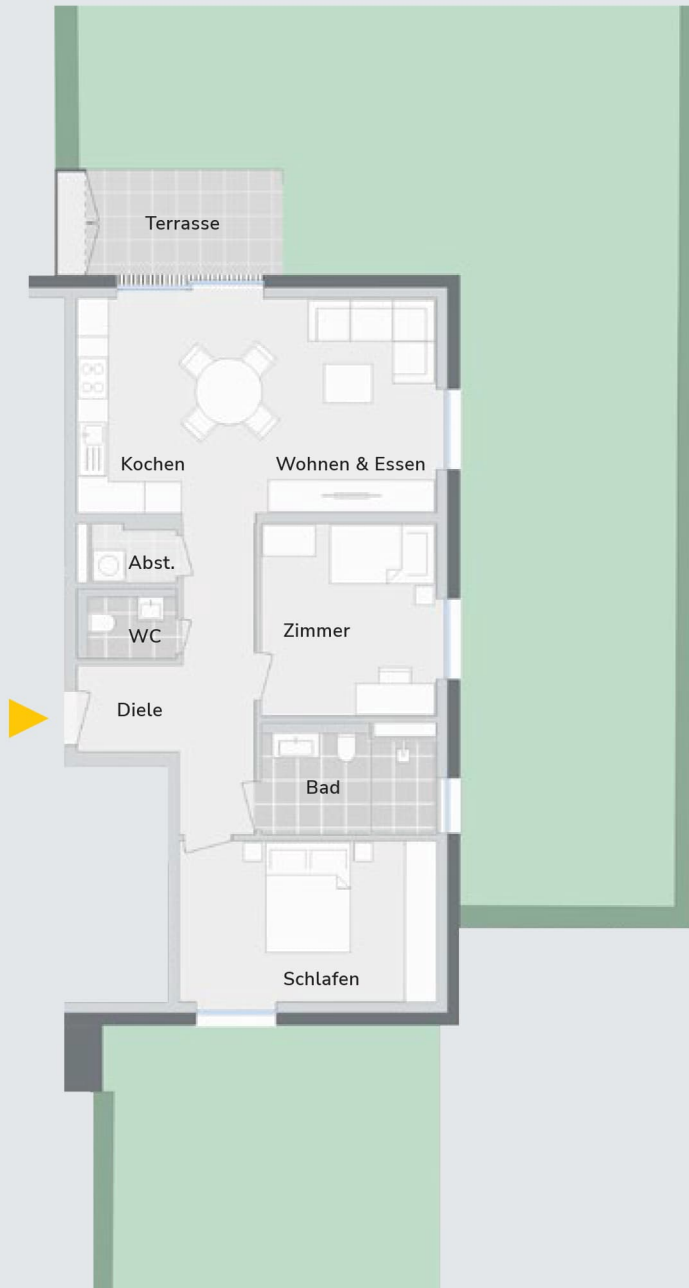 Terrasse
Kochen
Wohnen & Essen
Abst.
WC
Zimmer
Diele
Bad
Schlafen